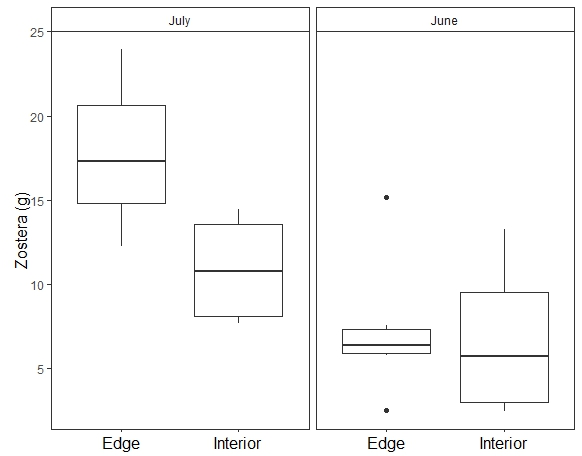 July
June
Zostera (g)
25
20
15
10
5
Edge
Interior
Edge
Interior